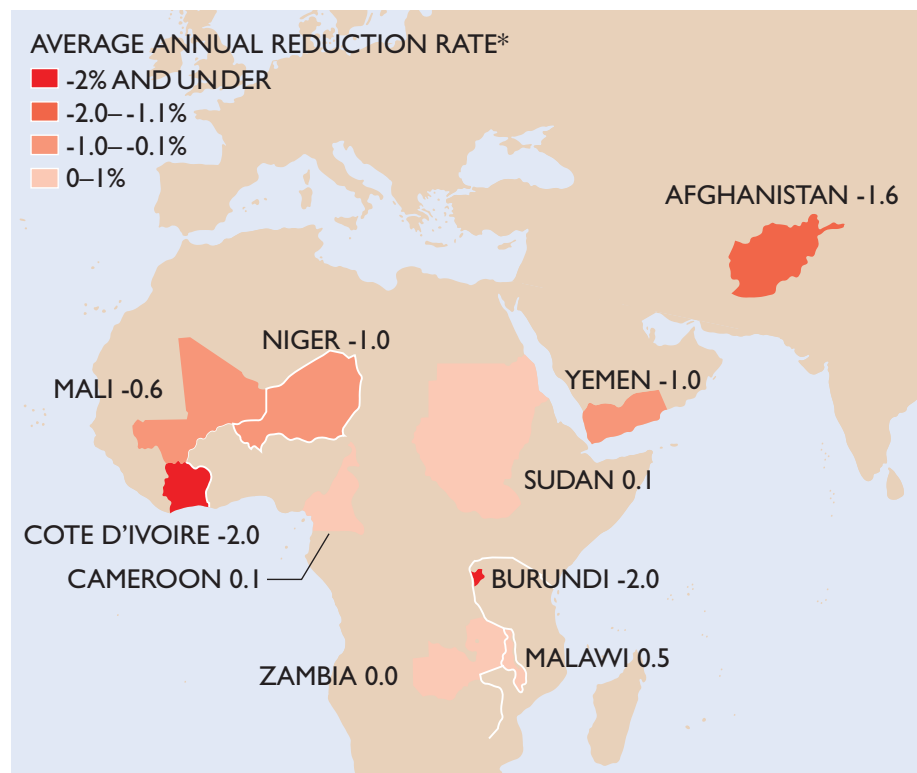 AVERAGE ANNUAL REDUCTION RATE*
-2% AND UNDER
-2.0– -1.1%
-1.0– -0.1%
0–1%
AFGHANISTAN -1.6
NIGER -1.0
YEMEN -1.0
MALI -0.6
SUDAN 0.1
COTE D'IVOIRE -2.0
CAMEROON 0.1
BURUNDI -2.0
MALAWI 0.5
ZAMBIA 0.0